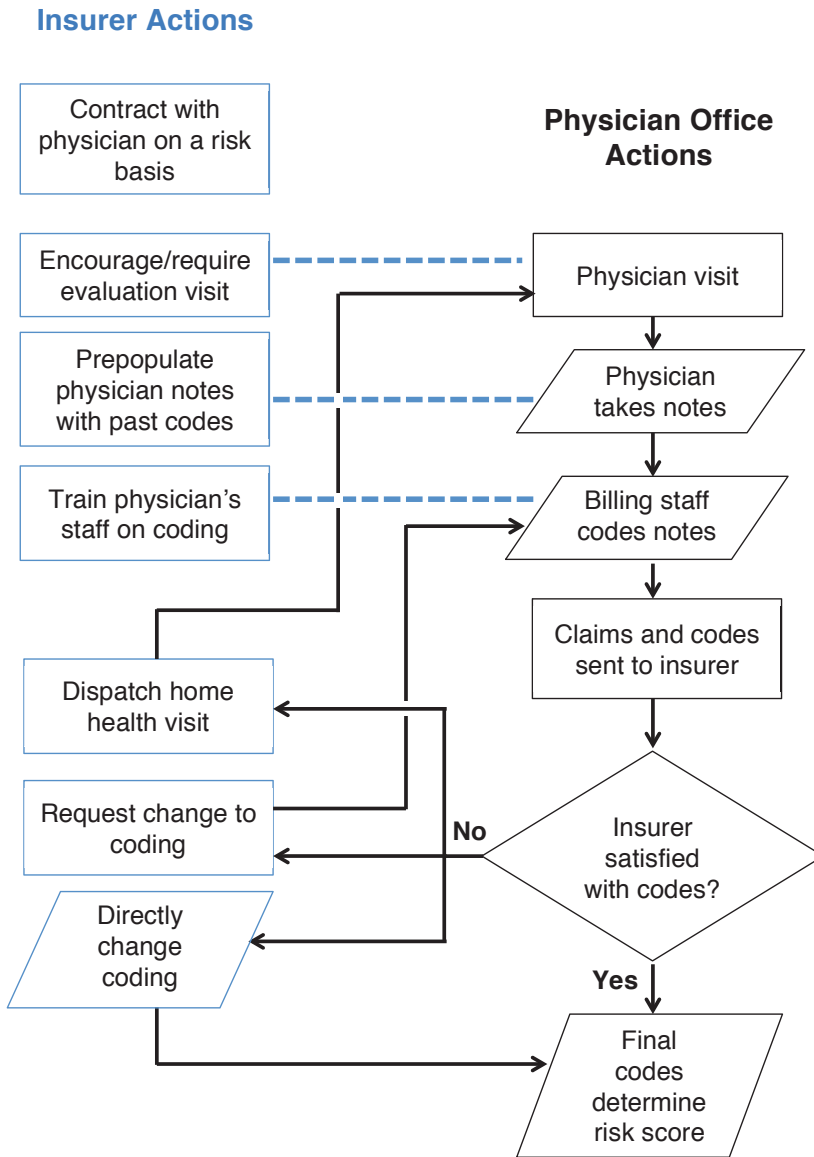 Insurer Actions
Contract with
physician on a risk
basis
Physician Office
Actions
Encourage/require
evaluation visit
Physician visit
Prepopulate
physician notes
with past codes
Physician
takes notes
Train physician’s
staff on coding
Billing staff
codes notes
Claims and codes
sent to insurer
Dispatch home
health visit
Request change to
coding
No
Insurer
satisfied
with codes?
Directly
change
coding
Yes
Final
codes
determine
risk score